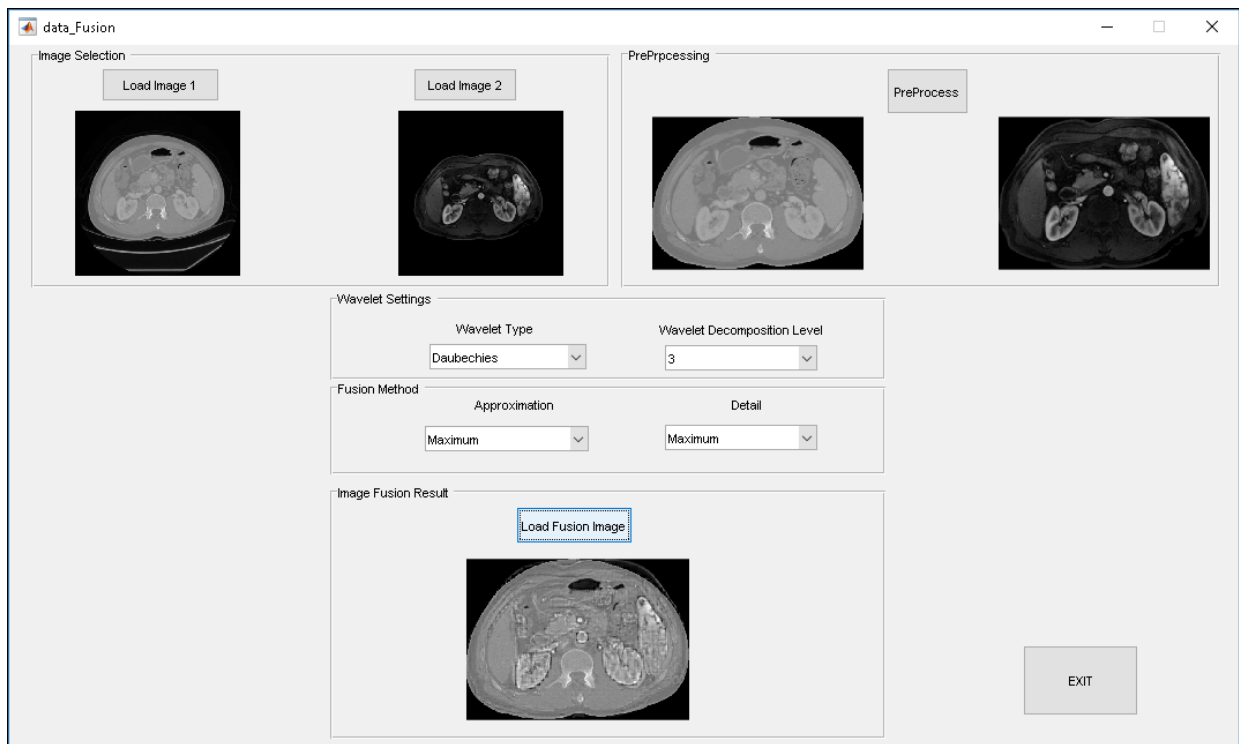 data_Fusion
Image Selection
Load Image 1
Load Image 2
PrePrpcessing
PreProcess
Wavelet Settings
Wavelet Type
Wavelet Decomposition Level
Daubechies
3
Fusion Method
Approximation
Detail
Maximum
Maximum
Image Fusion Result
Load Fusion Image
EXIT